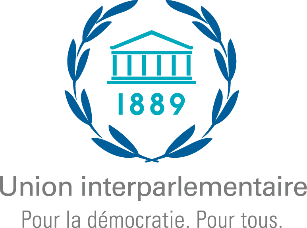 1889
Union interparlementaire
Pour la démocratie. Pour tous.